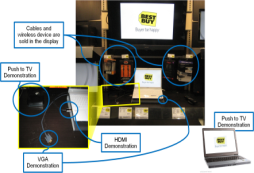 Cables and
wireless device are
sold in the display
BEST
BUY
Push to TV
Demonstration
Push to TV
Demonstration
HDMI
Demonstration
VGA
Demonstration